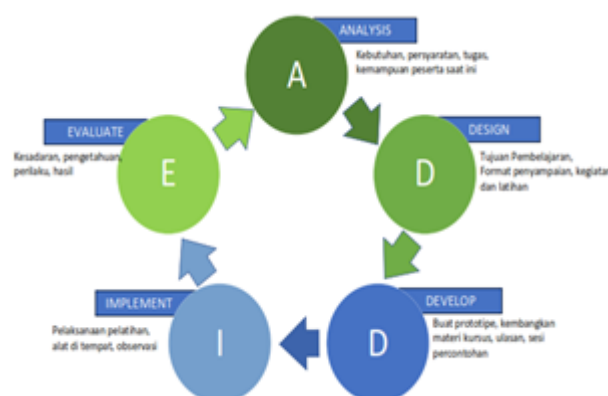 ANALYSIS
Kebutuhan, persyaratan, tugas,
kemampuan peserta saat ini
A
DESIGN
Tujuan Pembelajaran,
Format penyampaian, kegiatan
dan latihan
D
DEVELOP
Buat prototipe, kembangkan
materi kursus, ulasan, sesi
percontohan
D
IMPLEMENT
Pelaksanaan pelatihan,
alat di tempat, observasi
I
EVALUATE
Kesadaran, pengetahuan,
perilaku, hasil
E